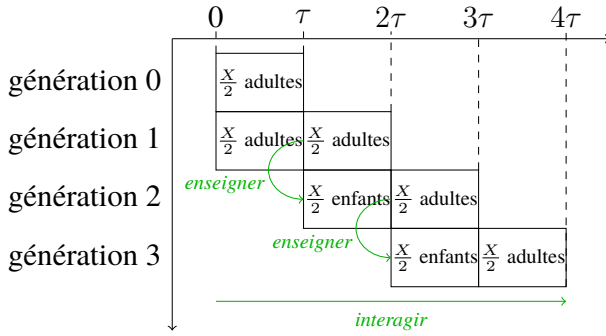 0 τ 2τ 3τ 4τ
génération 0 X/2 adultes
génération 1 X/2 adultes X/2 adultes
enseigner
génération 2 X/2 enfants X/2 adultes
enseigner
génération 3 X/2 enfants X/2 adultes
interagir